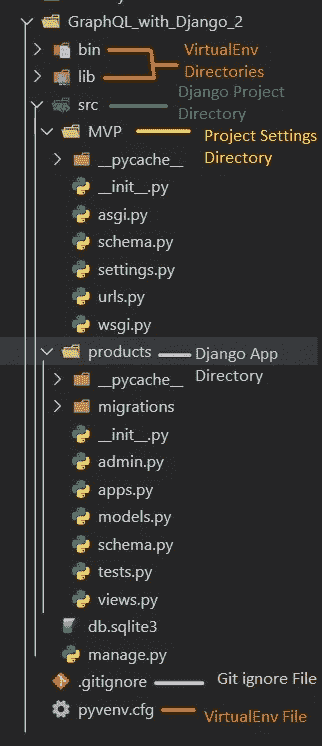 GraphQL_with_Django_2
bin
VirtualEnv
lib
Directories
src
Django Project
Directory
MVP
Project Settings
Directory
__pycache__
__init__.py
asgi.py
schema.py
settings.py
urls.py
wsgi.py
products
Django App
Directory
__pycache__
migrations
__init__.py
admin.py
apps.py
models.py
schema.py
tests.py
views.py
db.sqlite3
manage.py
.gitignore
Git ignore File
pyvenv.cfg
VirtualEnv File